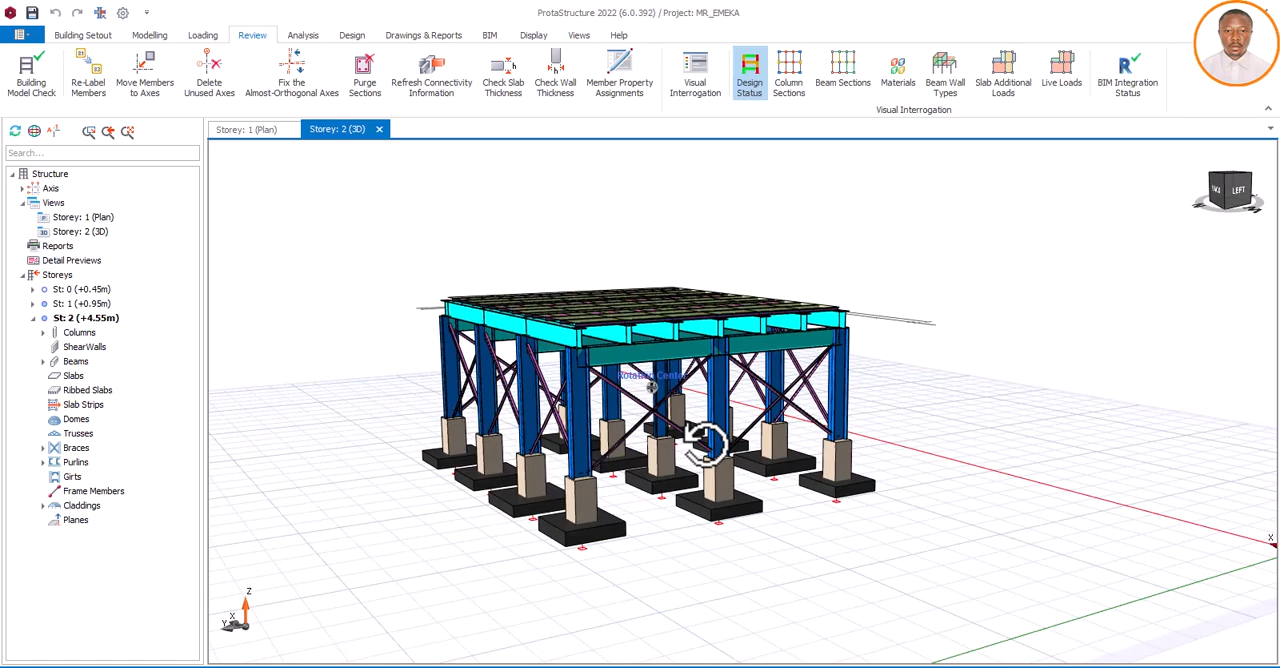 ProtaStructure 2022 (6.0.392) / Project: MR_EMEKA
Building Setout Modelling Loading Review Analysis Design Drawings & Reports BIM Display Views Help
Building Model Check
Re-Label Members
Move Members to Axes
Delete Unused Axes
Fix the Almost-Orthogonal Axes
Purge Sections
Refresh Connectivity Information
Check Slab Thickness
Check Wall Thickness
Member Property Assignments
Visual Interrogation
Design Status
Column Sections
Beam Sections
Materials
Beam Wall Types
Slab Additional Loads
Live Loads
BIM Integration Status
Visual Interrogation
Storey: 1 (Plan)
Storey: 2 (3D)
Search...
Structure
Axis
Views
Storey: 1 (Plan)
Storey: 2 (3D)
Reports
Detail Previews
Storeys
St: 0 (+0.45m)
St: 1 (+0.95m)
St: 2 (+4.55m)
Columns
ShearWalls
Beams
Slabs
Ribbed Slabs
Slab Strips
Domes
Trusses
Braces
Purlins
Girts
Frame Members
Claddings
Planes
LEFT
Rotation Center
X
Z
X
Y